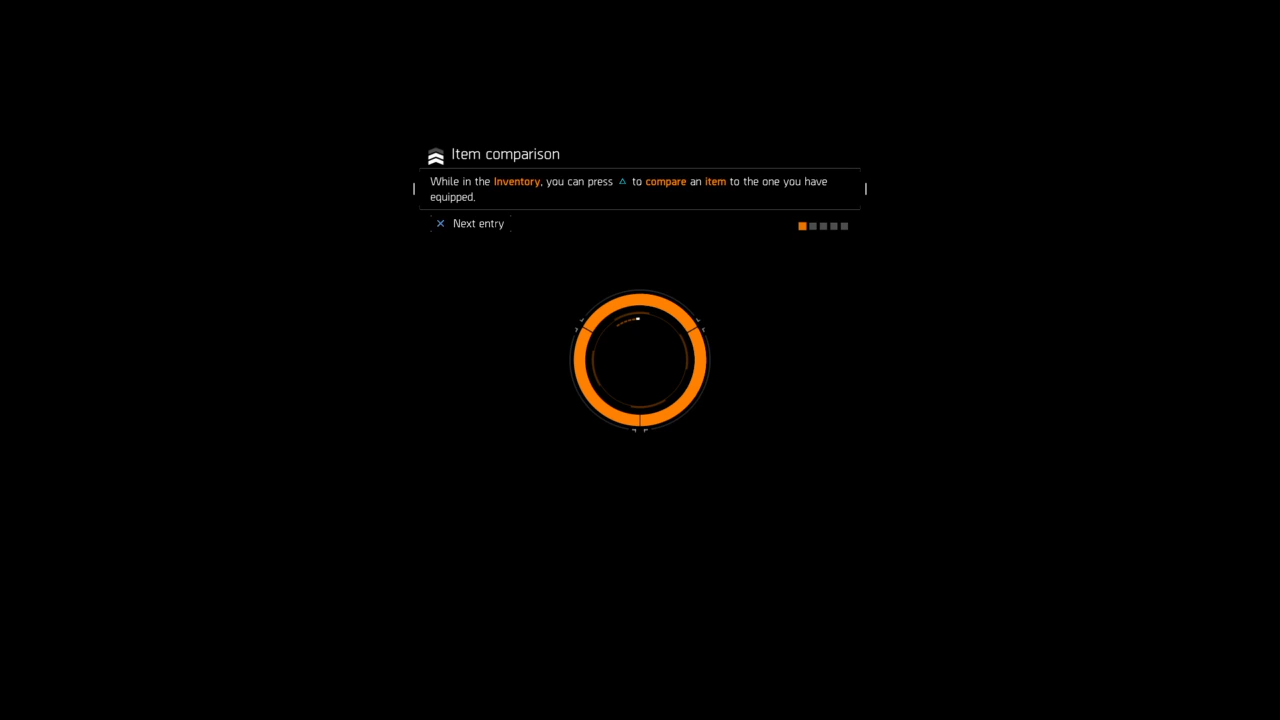 Item comparison
While in the Inventory, you can press △ to compare an item to the one you have
equipped.
✕ Next entry